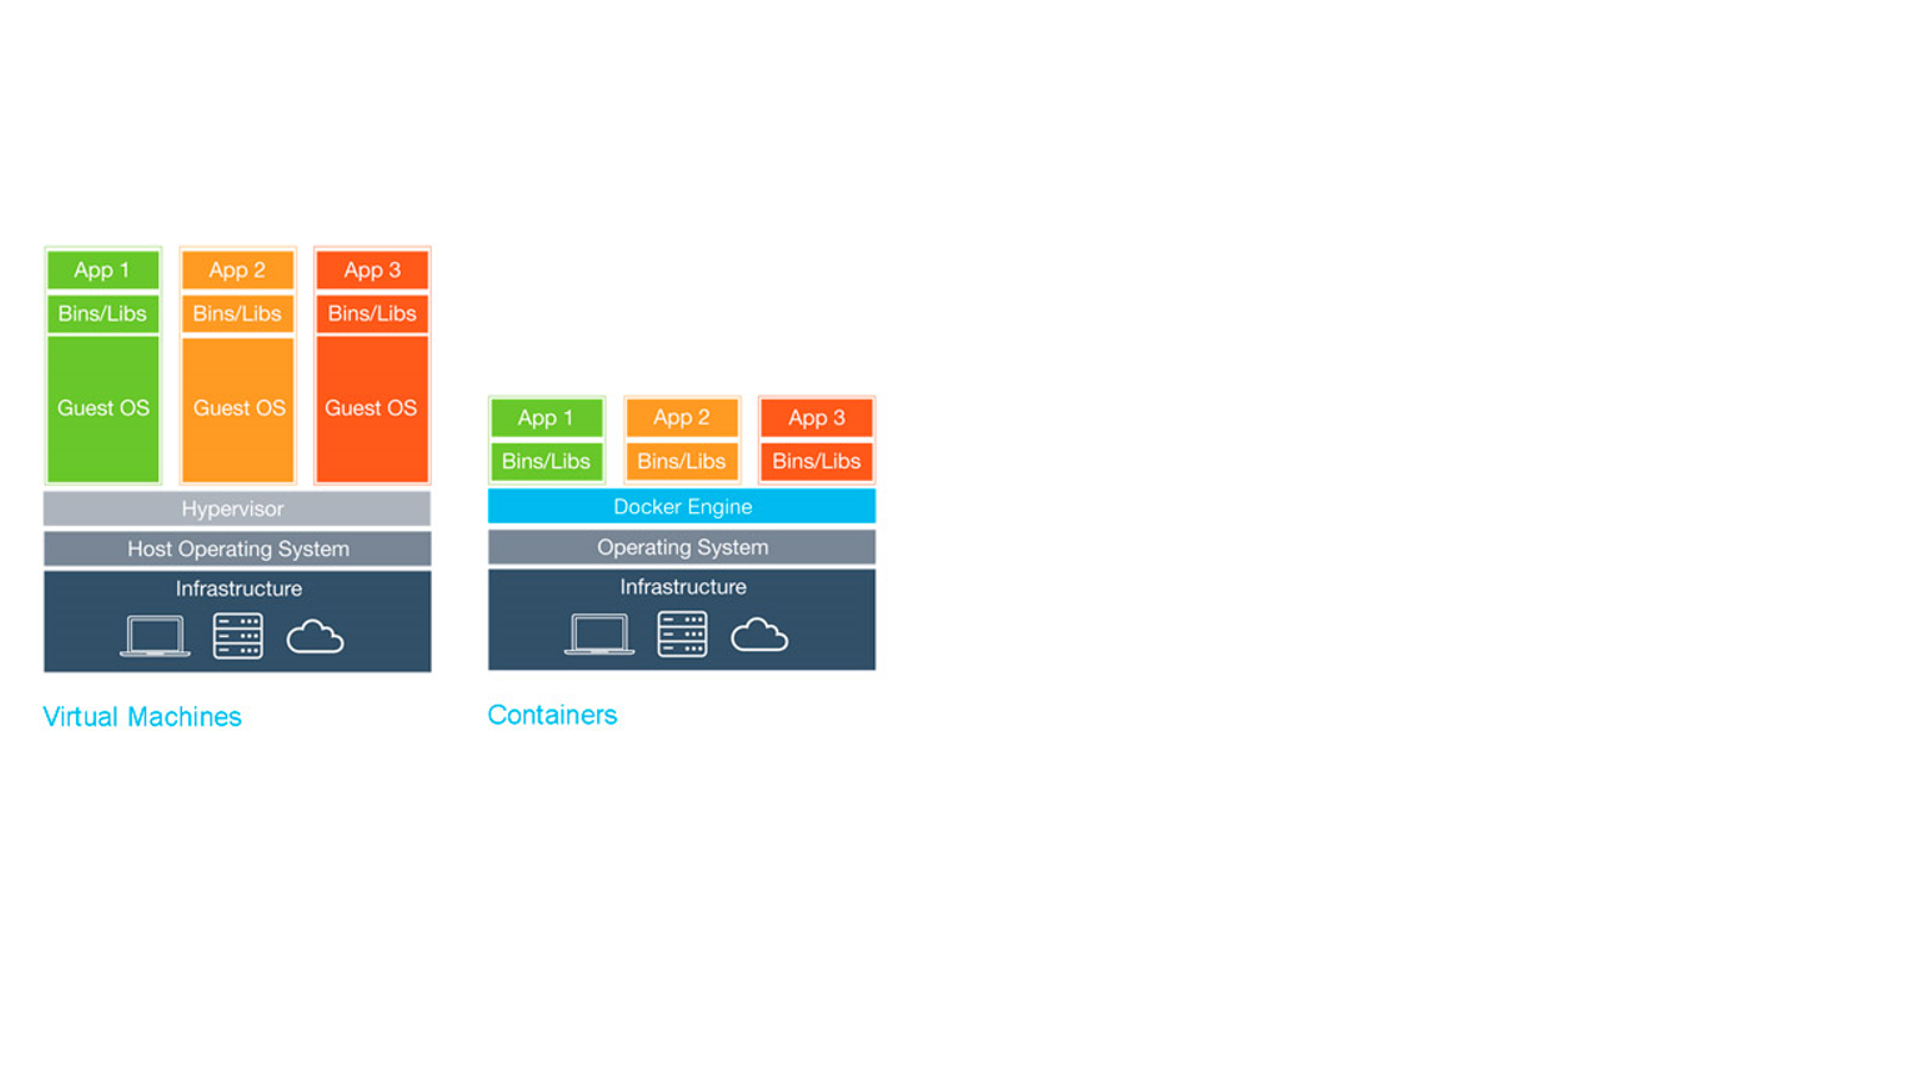 App 1
App 2
App 3
Bins/Libs
Bins/Libs
Bins/Libs
Guest OS
Guest OS
Guest OS
Hypervisor
Host Operating System
Infrastructure
Virtual Machines
App 1
App 2
App 3
Bins/Libs
Bins/Libs
Bins/Libs
Docker Engine
Operating System
Infrastructure
Containers